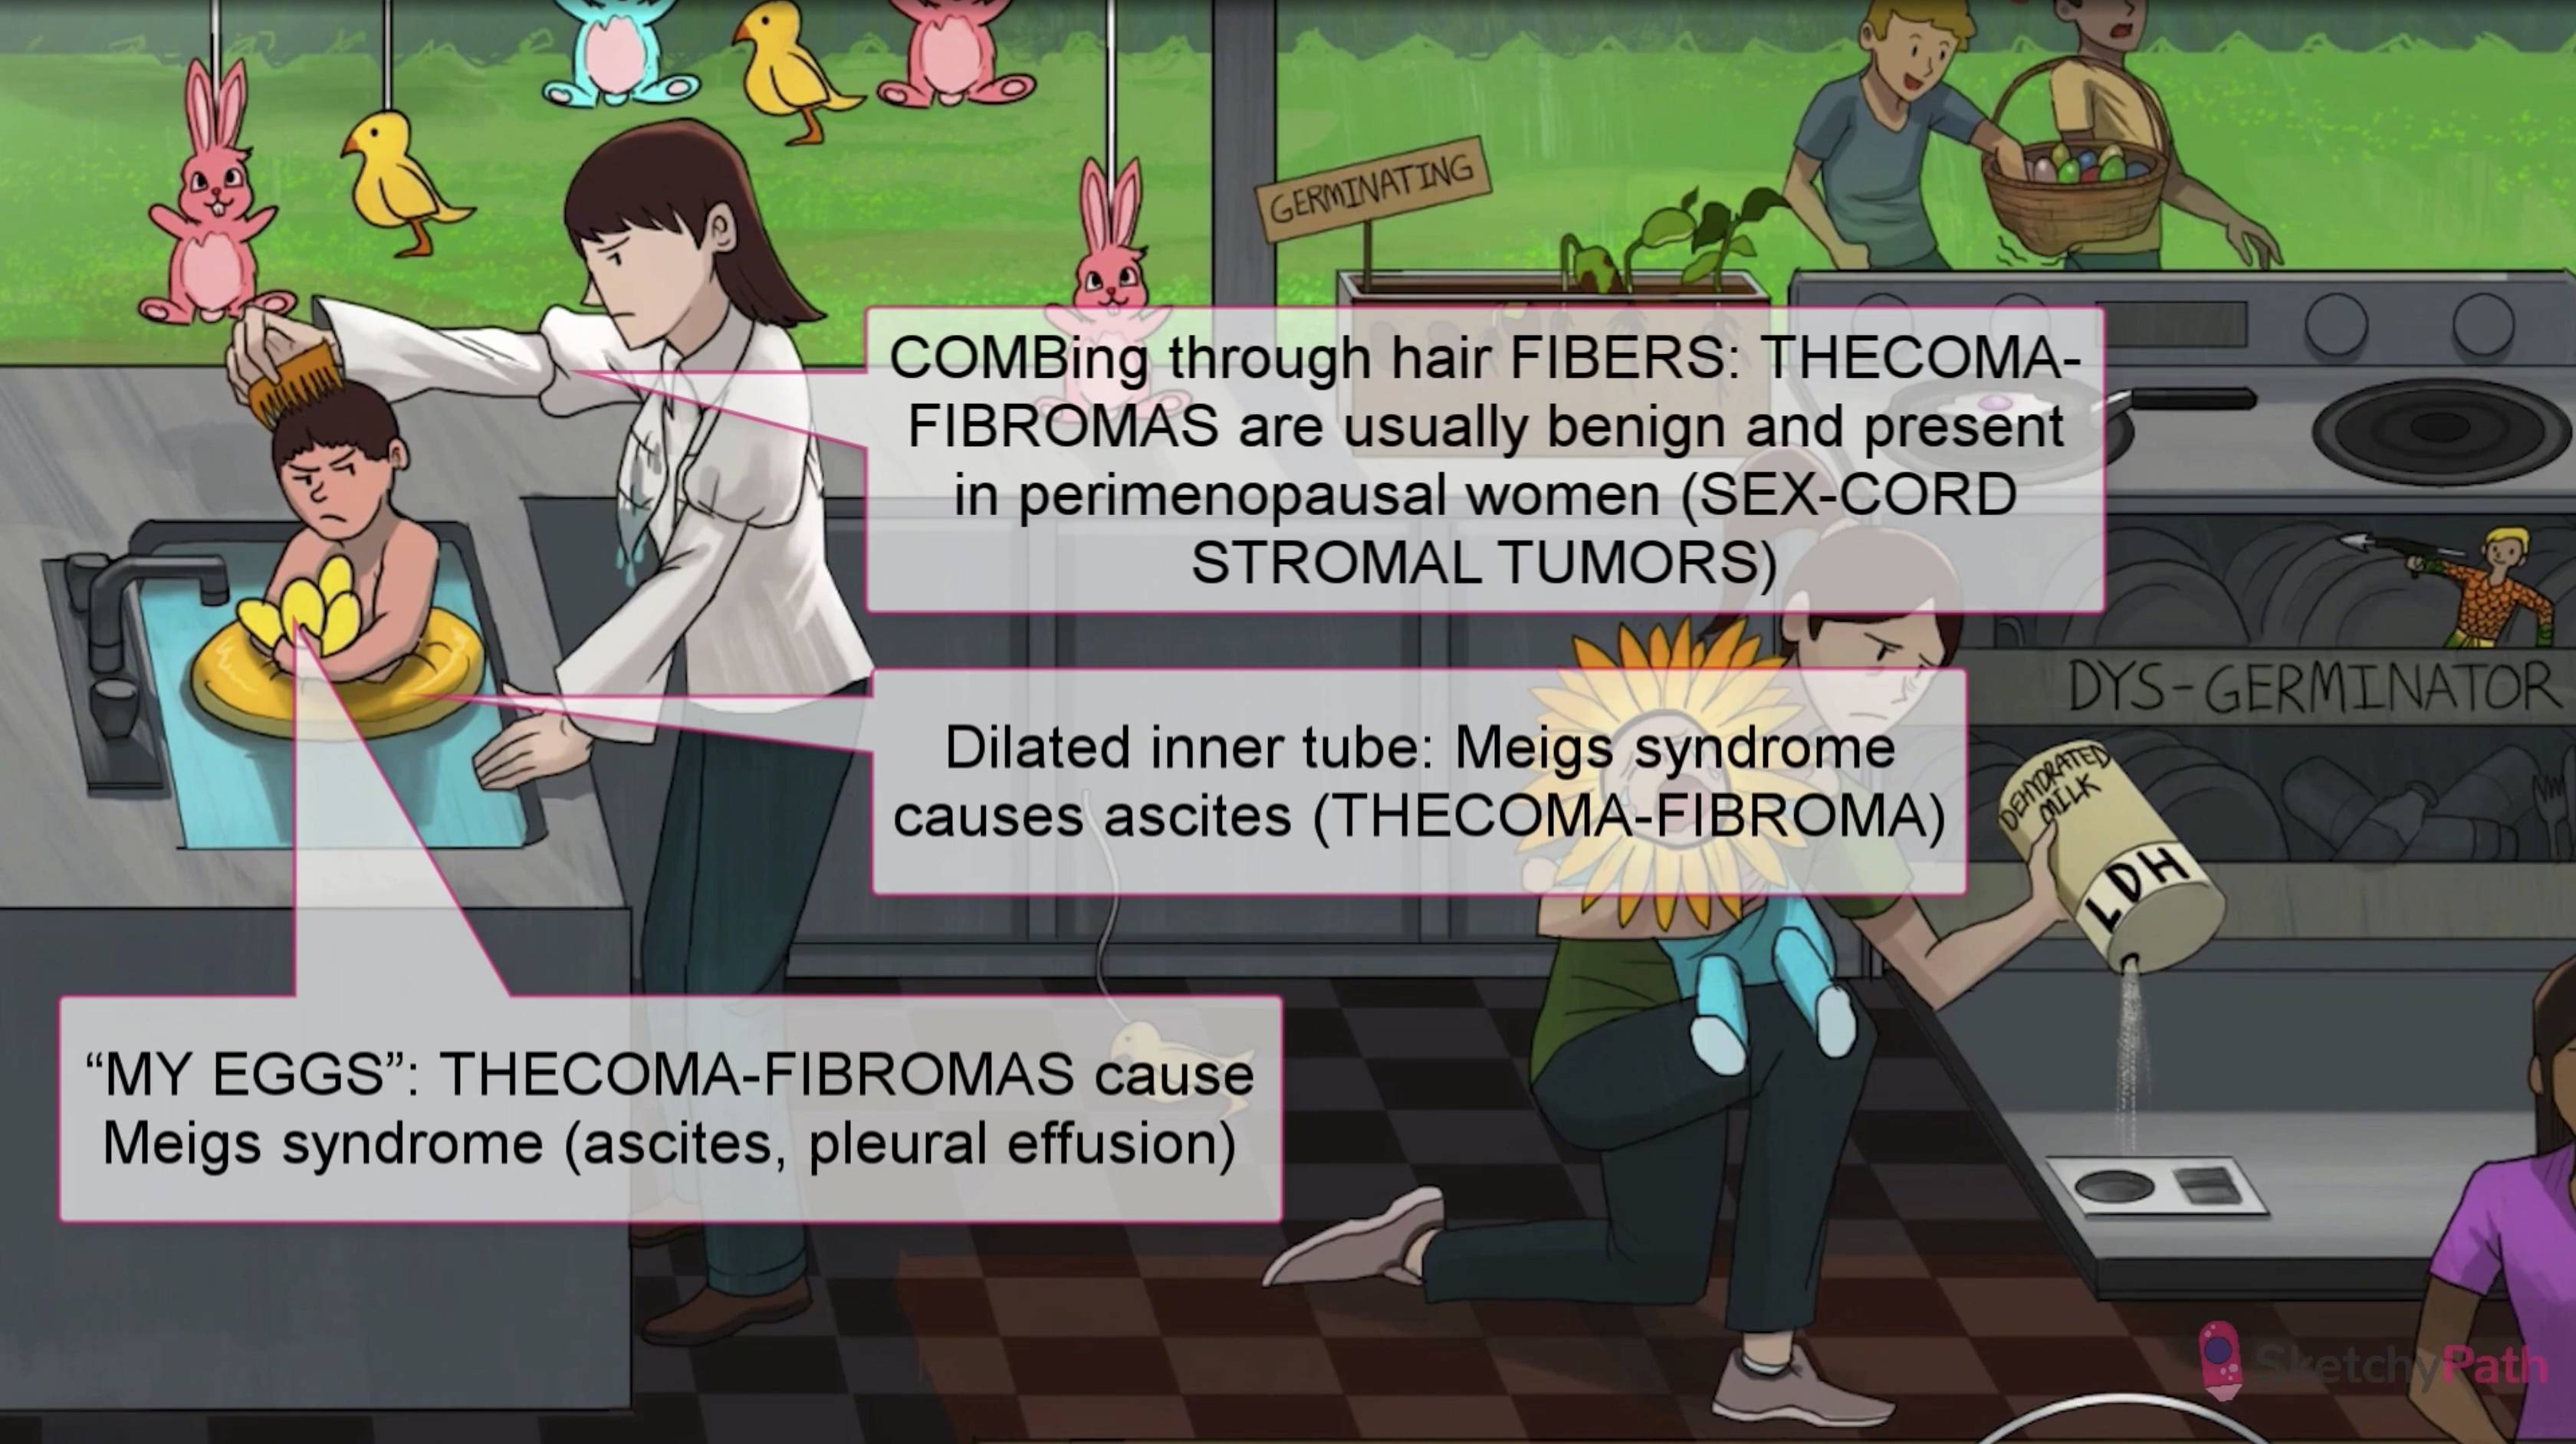 GERMINATING
COMBing through hair FIBERS: THECOMA-
FIBROMAS are usually benign and present
in perimenopausal women (SEX-CORD
STROMAL TUMORS)
DYS-GERMINATOR
Dilated inner tube: Meigs syndrome
causes ascites (THECOMA-FIBROMA)
DEHYDRATED
MILK
LDH
“MY EGGS”: THECOMA-FIBROMAS cause
Meigs syndrome (ascites, pleural effusion)
SketchyPath